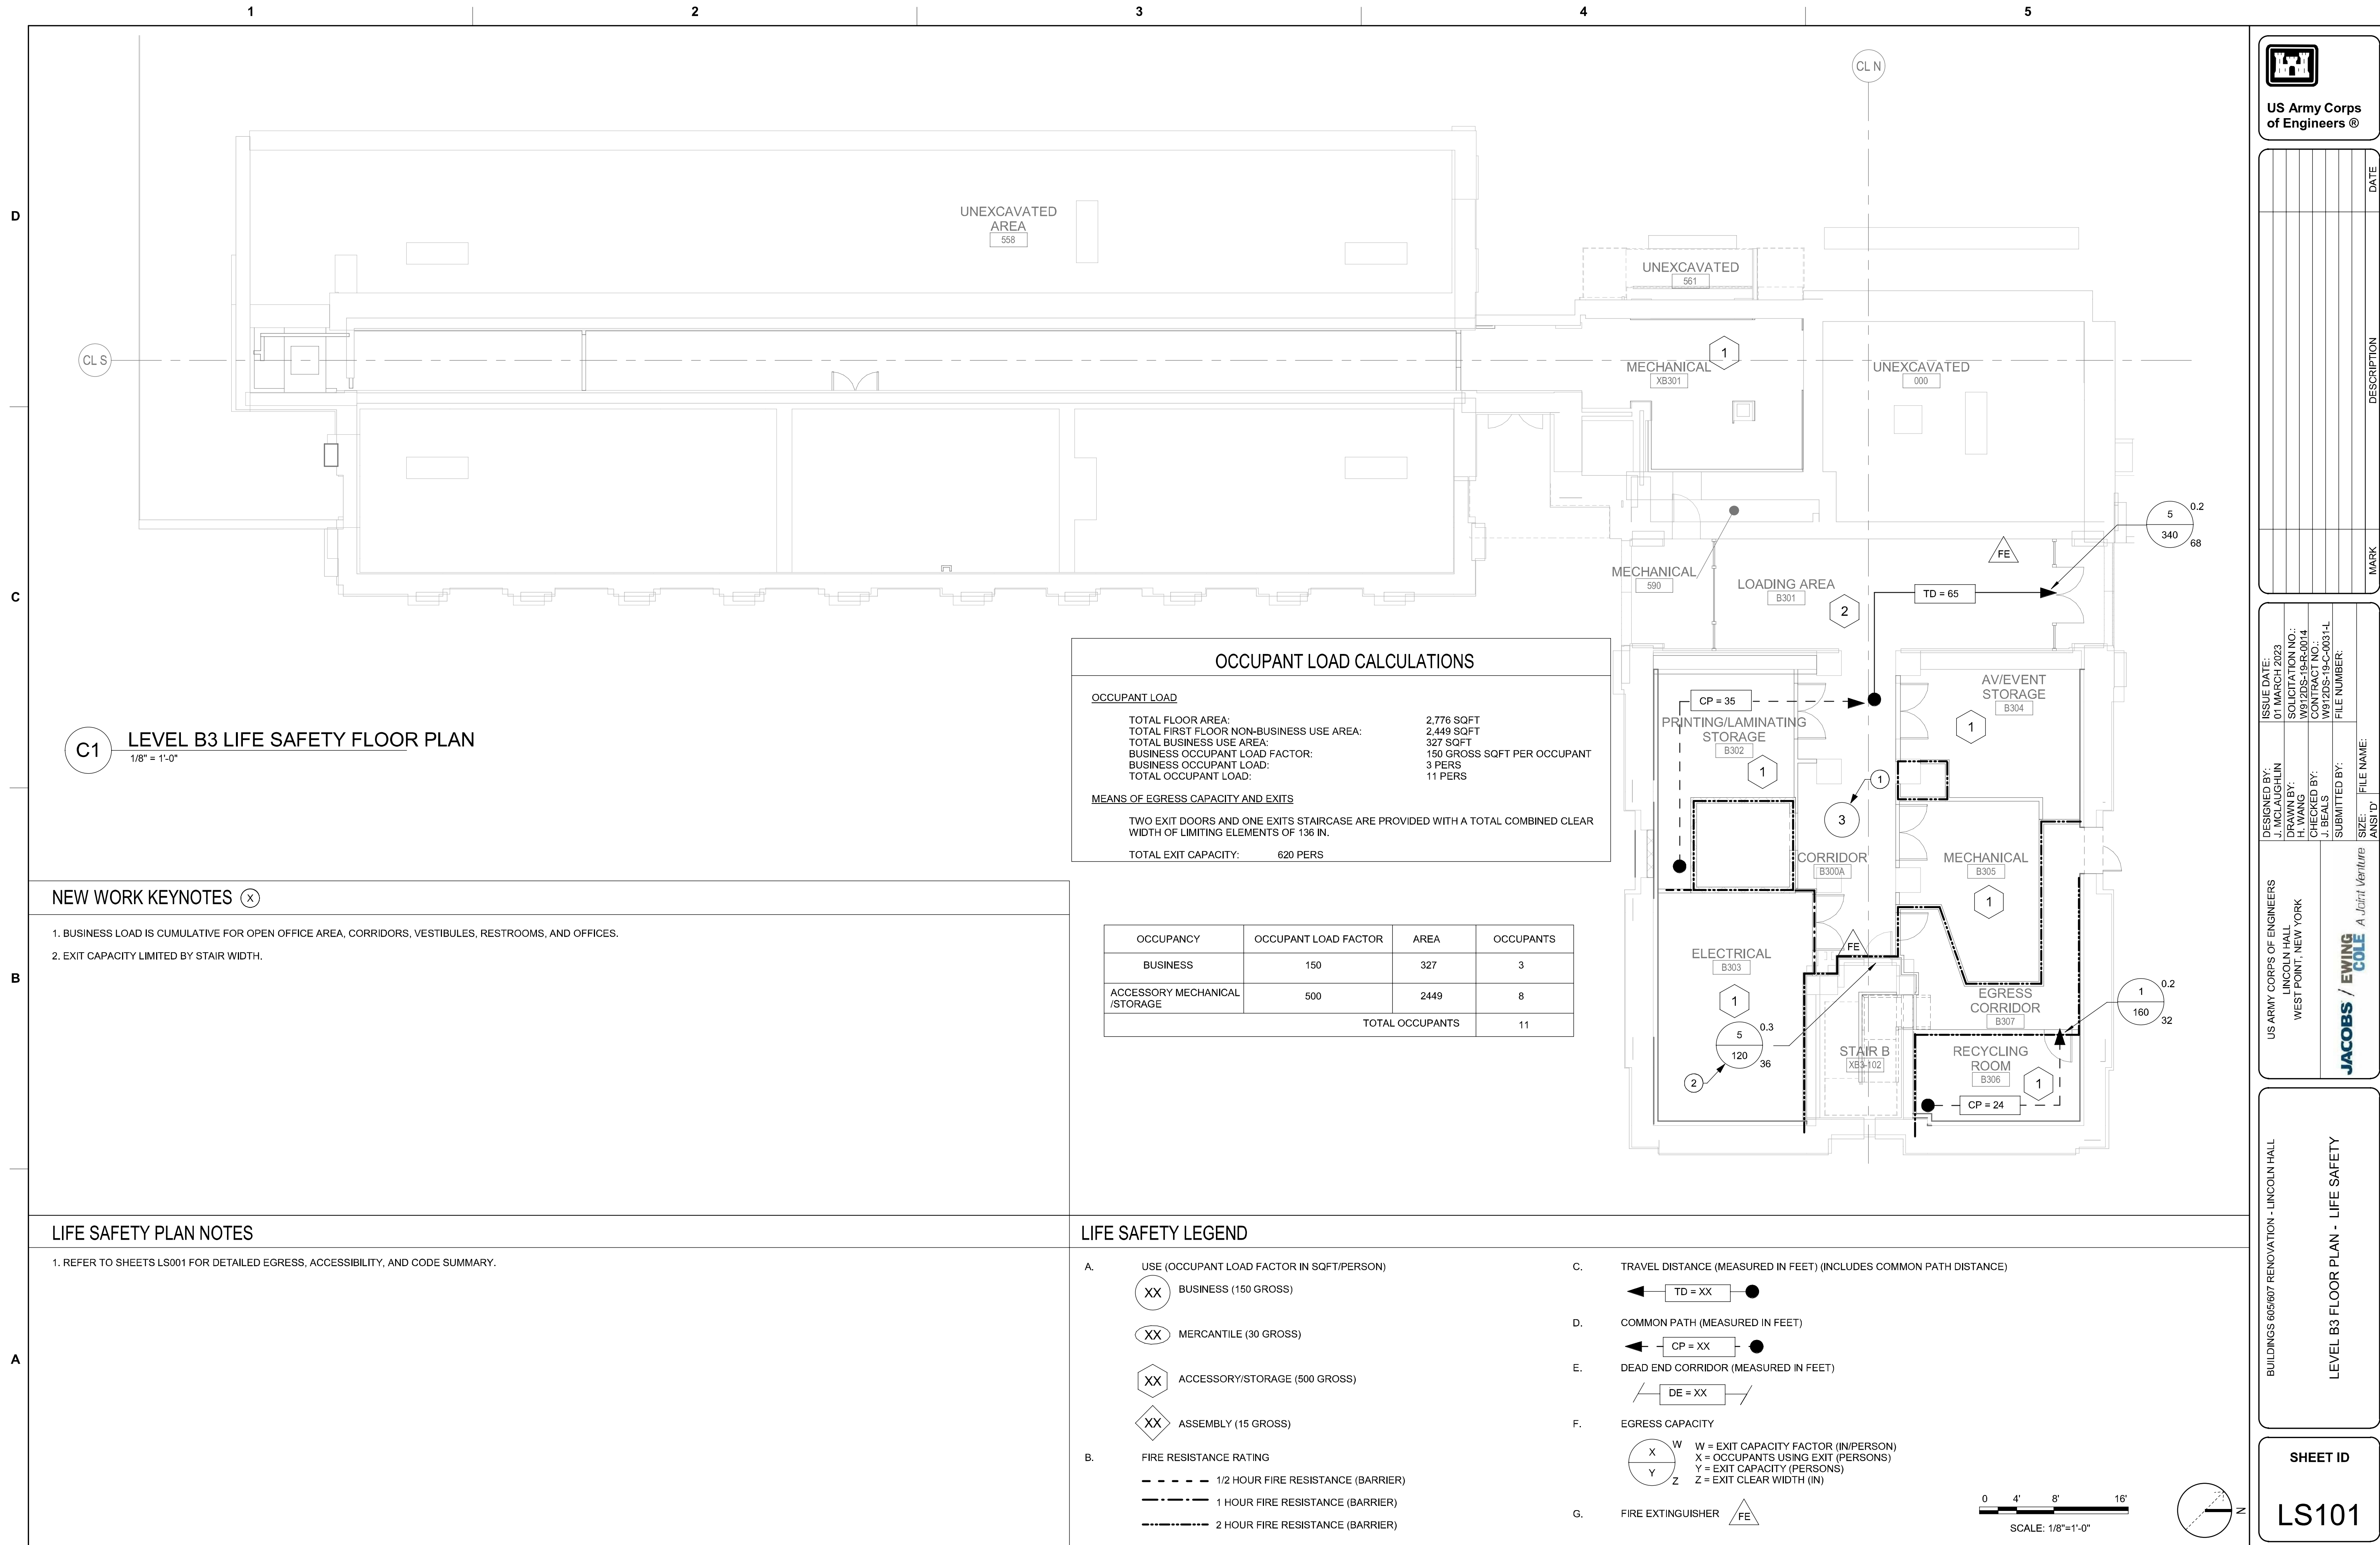 1
2
3
4
5
D
C
B
A
CL N
CL S
UNEXCAVATED
AREA
558
UNEXCAVATED
561
MECHANICAL
XB301
1
UNEXCAVATED
000
MECHANICAL
590
LOADING AREA
B301
2
FE
TD = 65
5
340
0.2
68
CP = 35
PRINTING/LAMINATING
STORAGE
B302
1
AV/EVENT
STORAGE
B304
1
1
3
CORRIDOR
B300A
MECHANICAL
B305
1
FE
ELECTRICAL
B303
1
5
120
0.3
36
2
STAIR B
XB3-102
EGRESS
CORRIDOR
B307
RECYCLING
ROOM
B306
1
CP = 24
1
160
0.2
32
C1
LEVEL B3 LIFE SAFETY FLOOR PLAN
1/8" = 1'-0"
OCCUPANT LOAD CALCULATIONS
OCCUPANT LOAD
TOTAL FLOOR AREA: 2,776 SQFT
TOTAL FIRST FLOOR NON-BUSINESS USE AREA: 2,449 SQFT
TOTAL BUSINESS USE AREA: 327 SQFT
BUSINESS OCCUPANT LOAD FACTOR: 150 GROSS SQFT PER OCCUPANT
BUSINESS OCCUPANT LOAD: 3 PERS
TOTAL OCCUPANT LOAD: 11 PERS
MEANS OF EGRESS CAPACITY AND EXITS
TWO EXIT DOORS AND ONE EXITS STAIRCASE ARE PROVIDED WITH A TOTAL COMBINED CLEAR
WIDTH OF LIMITING ELEMENTS OF 136 IN.
TOTAL EXIT CAPACITY: 620 PERS
OCCUPANCY OCCUPANT LOAD FACTOR AREA OCCUPANTS
BUSINESS 150 327 3
ACCESSORY MECHANICAL
/STORAGE 500 2449 8
TOTAL OCCUPANTS 11
NEW WORK KEYNOTES X
1. BUSINESS LOAD IS CUMULATIVE FOR OPEN OFFICE AREA, CORRIDORS, VESTIBULES, RESTROOMS, AND OFFICES.
2. EXIT CAPACITY LIMITED BY STAIR WIDTH.
LIFE SAFETY PLAN NOTES
1. REFER TO SHEETS LS001 FOR DETAILED EGRESS, ACCESSIBILITY, AND CODE SUMMARY.
LIFE SAFETY LEGEND
A. USE (OCCUPANT LOAD FACTOR IN SQFT/PERSON)
XX BUSINESS (150 GROSS)
XX MERCANTILE (30 GROSS)
XX ACCESSORY/STORAGE (500 GROSS)
XX ASSEMBLY (15 GROSS)
B. FIRE RESISTANCE RATING
1/2 HOUR FIRE RESISTANCE (BARRIER)
1 HOUR FIRE RESISTANCE (BARRIER)
2 HOUR FIRE RESISTANCE (BARRIER)
C. TRAVEL DISTANCE (MEASURED IN FEET) (INCLUDES COMMON PATH DISTANCE)
TD = XX
D. COMMON PATH (MEASURED IN FEET)
CP = XX
E. DEAD END CORRIDOR (MEASURED IN FEET)
DE = XX
F. EGRESS CAPACITY
X
Y
W
Z
W = EXIT CAPACITY FACTOR (IN/PERSON)
X = OCCUPANTS USING EXIT (PERSONS)
Y = EXIT CAPACITY (PERSONS)
Z = EXIT CLEAR WIDTH (IN)
G. FIRE EXTINGUISHER FE
0 4' 8' 16'
SCALE: 1/8"=1'-0"
N
US Army Corps
of Engineers ®
DATE
DESCRIPTION
MARK
ISSUE DATE:
01 MARCH 2023
SOLICITATION NO.:
W912DS-19-R-0014
CONTRACT NO.:
W912DS-19-C-0031-L
FILE NUMBER:
DESIGNED BY:
J. MCLAUGHLIN
DRAWN BY:
H. WANG
CHECKED BY:
J. BEALS
SUBMITTED BY:
SIZE:
ANSI 'D'
FILE NAME:
US ARMY CORPS OF ENGINEERS
LINCOLN HALL
WEST POINT, NEW YORK
JACOBS / EWING
COLE A Joint Venture
BUILDINGS 605/607 RENOVATION - LINCOLN HALL
LEVEL B3 FLOOR PLAN - LIFE SAFETY
SHEET ID
LS101